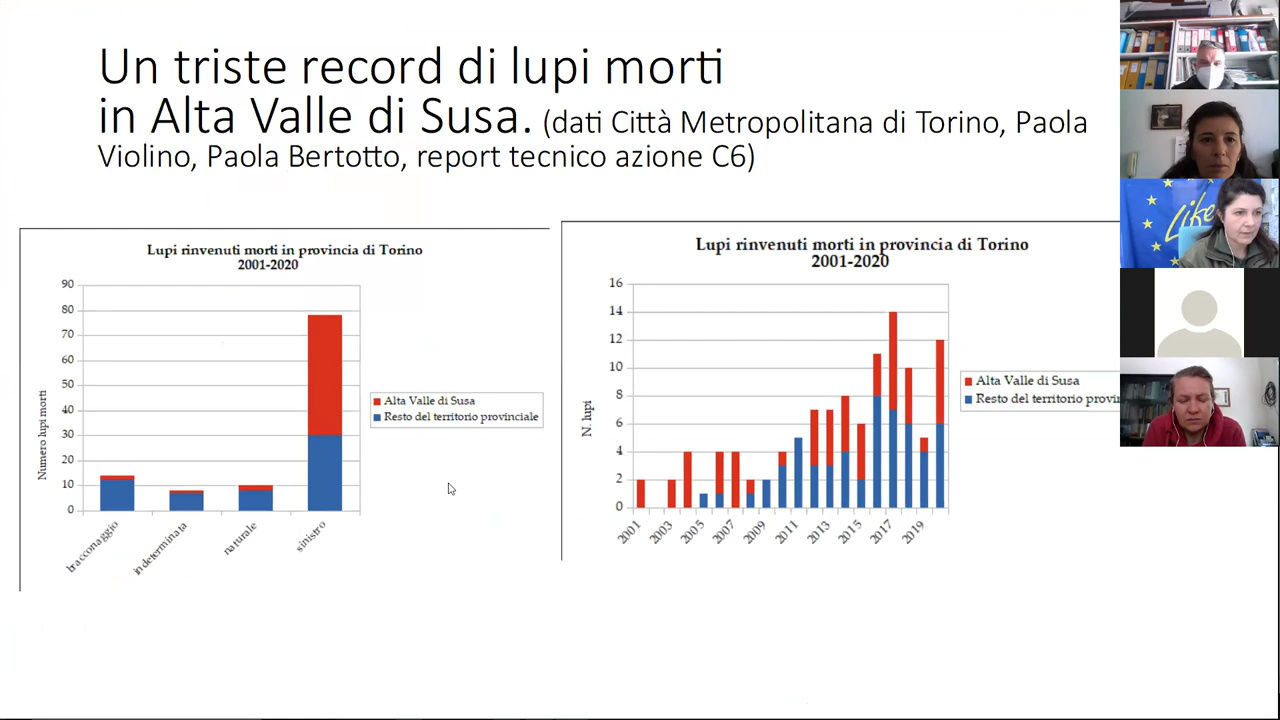 Un triste record di lupi morti
in Alta Valle di Susa. (dati Città Metropolitana di Torino, Paola
Violino, Paola Bertotto, report tecnico azione C6)
Lupi rinvenuti morti in provincia di Torino
2001-2020
Numero lupi morti
90
80
70
60
50
40
30
20
10
0
bracconaggio
indeterminata
naturale
sinistro
Alta Valle di Susa
Resto del territorio provinciale
Lupi rinvenuti morti in provincia di Torino
2001-2020
N. lupi
16
14
12
10
8
6
4
2
0
2001
2003
2005
2007
2009
2011
2013
2015
2017
2019
Alta Valle di Susa
Resto del territorio provin
Life